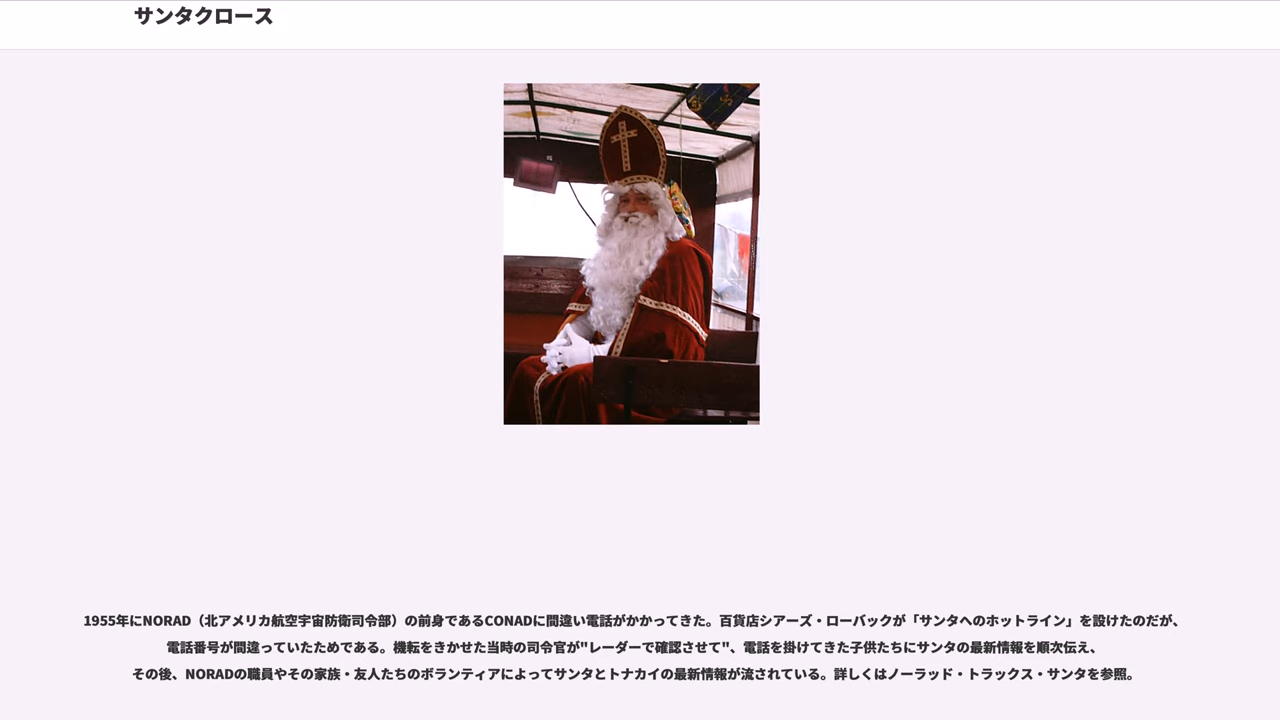 サンタクロース
1955年にNORAD（北アメリカ航空宇宙防衛司令部）の前身であるCONADに間違い電話がかかってきた。百貨店シアーズ・ローバックが「サンタへのホットライン」を設けたのだが、
電話番号が間違っていたためである。機転をきかせた当時の司令官が"レーダーで確認させて"、電話を掛けてきた子供たちにサンタの最新情報を順次伝え、
その後、NORADの職員やその家族・友人たちのボランティアによってサンタとトナカイの最新情報が流されている。詳しくはノーラッド・トラックス・サンタを参照。